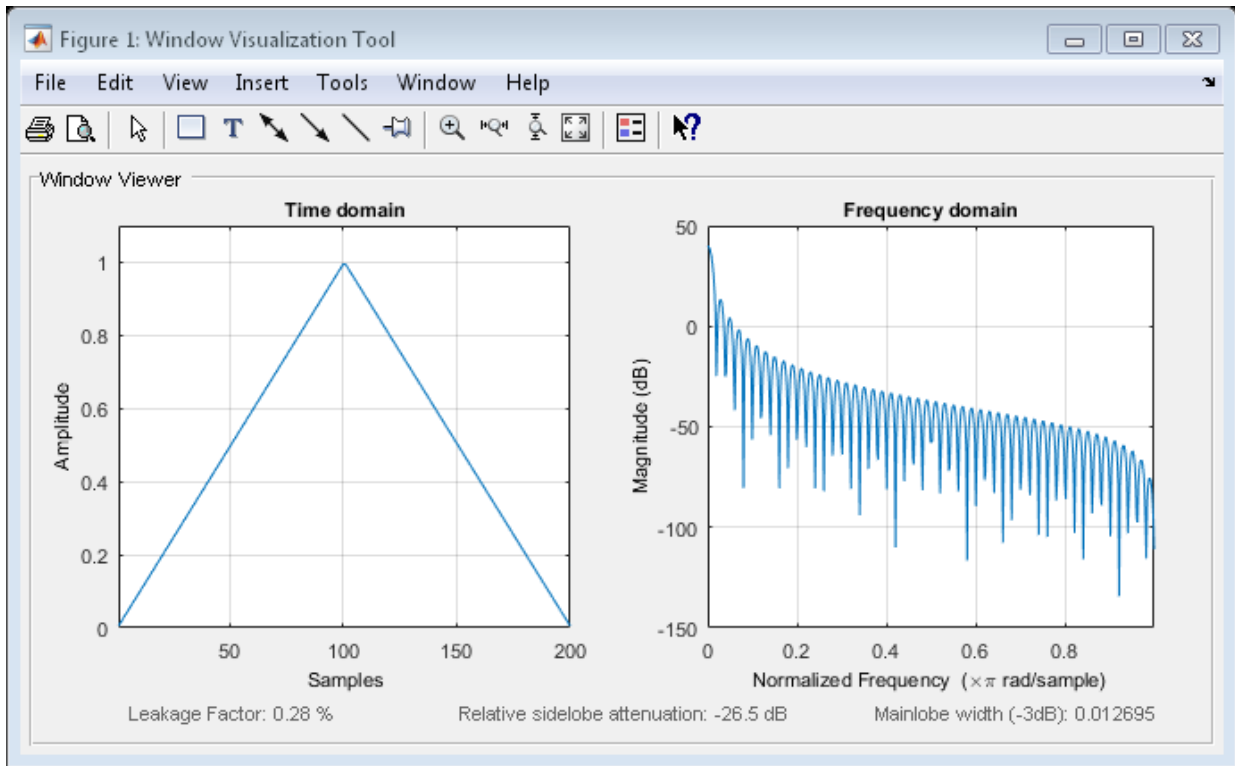 Figure 1: Window Visualization Tool
File Edit View Insert Tools Window Help
T
?
Window Viewer
Time domain
1
0.8
0.6
0.4
0.2
0
Amplitude
50 100 150 200
Samples
Frequency domain
50
0
-50
-100
-150
Magnitude (dB)
0 0.2 0.4 0.6 0.8
Normalized Frequency (×π rad/sample)
Leakage Factor: 0.28 %
Relative sidelobe attenuation: -26.5 dB
Mainlobe width (-3dB): 0.012695